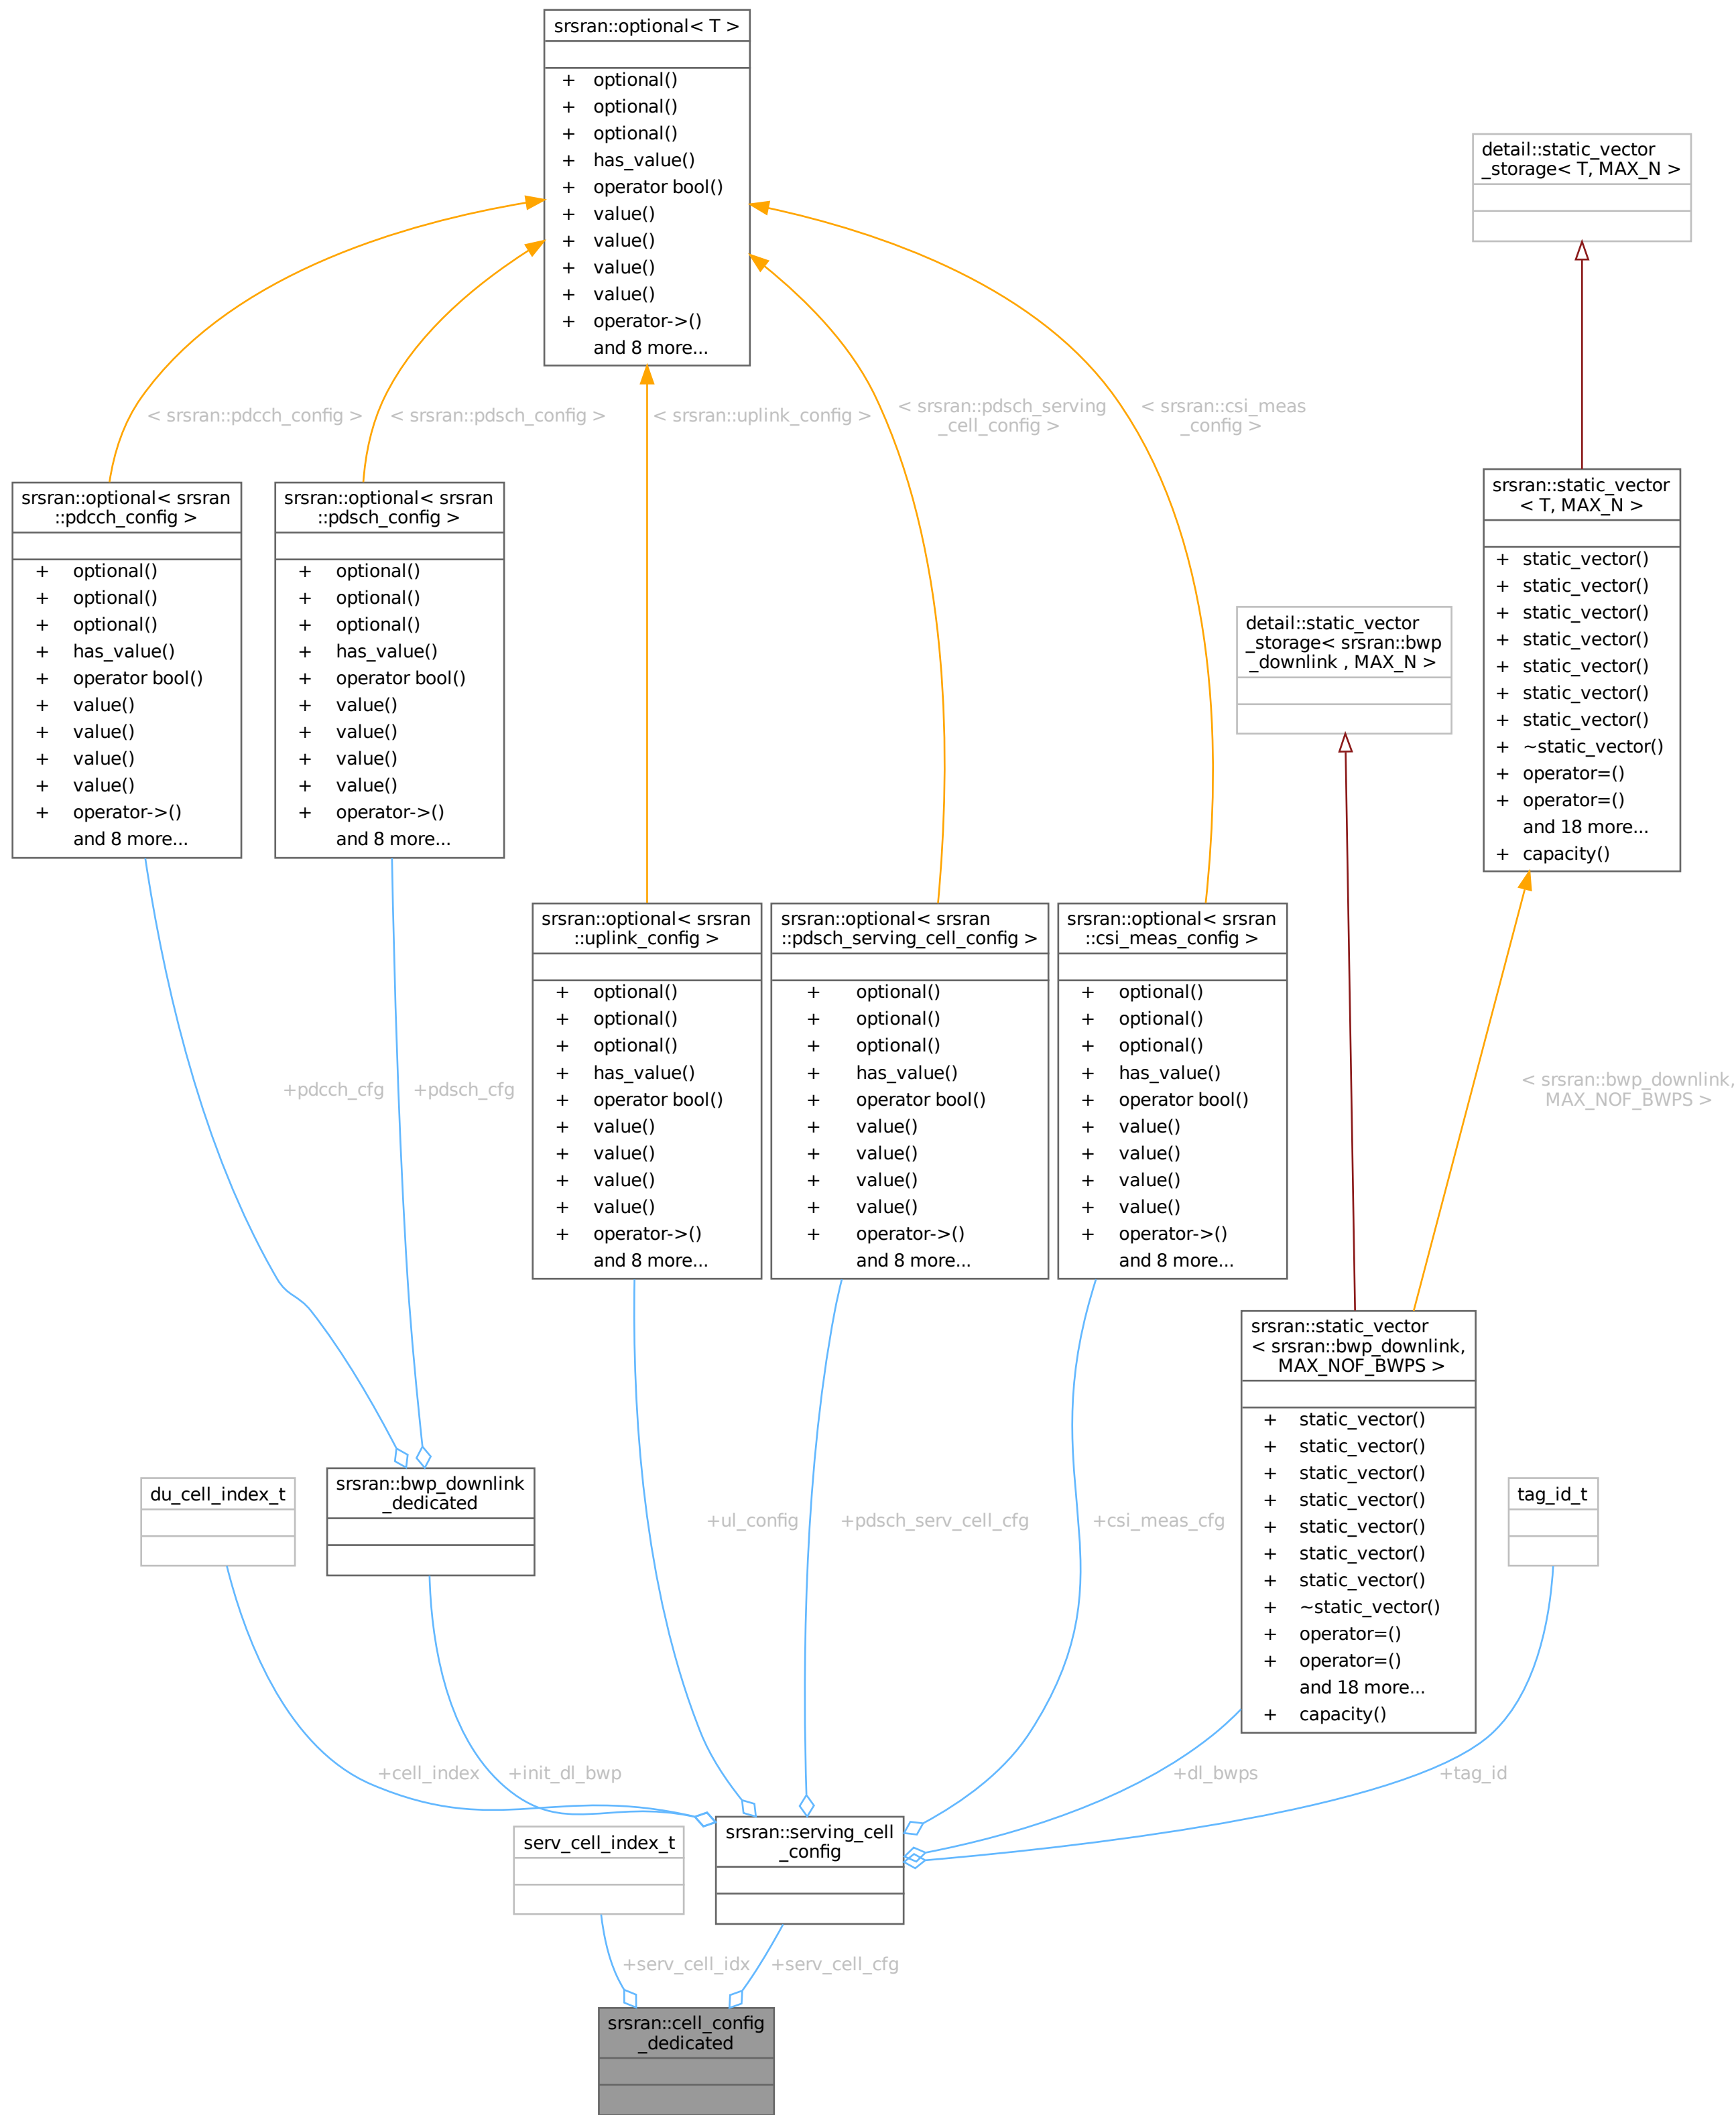 srsran::optional< T >
+ optional()
+ optional()
+ optional()
+ has_value()
+ operator bool()
+ value()
+ value()
+ value()
+ value()
+ operator->()
and 8 more...
detail::static_vector
_storage< T, MAX_N >
< srsran::pdcch_config >
< srsran::pdsch_config >
< srsran::uplink_config >
< srsran::pdsch_serving
_cell_config >
< srsran::csi_meas
_config >
srsran::optional< srsran
::pdcch_config >
+ optional()
+ optional()
+ optional()
+ has_value()
+ operator bool()
+ value()
+ value()
+ value()
+ value()
+ operator->()
and 8 more...
srsran::optional< srsran
::pdsch_config >
+ optional()
+ optional()
+ optional()
+ has_value()
+ operator bool()
+ value()
+ value()
+ value()
+ value()
+ operator->()
and 8 more...
srsran::static_vector
< T, MAX_N >
+ static_vector()
+ static_vector()
+ static_vector()
+ static_vector()
+ static_vector()
+ static_vector()
+ static_vector()
+ ~static_vector()
+ operator=()
+ operator=()
and 18 more...
+ capacity()
detail::static_vector
_storage< srsran::bwp
_downlink , MAX_N >
srsran::optional< srsran
::uplink_config >
+ optional()
+ optional()
+ optional()
+ has_value()
+ operator bool()
+ value()
+ value()
+ value()
+ value()
+ operator->()
and 8 more...
srsran::optional< srsran
::pdsch_serving_cell_config >
+ optional()
+ optional()
+ optional()
+ has_value()
+ operator bool()
+ value()
+ value()
+ value()
+ value()
+ operator->()
and 8 more...
srsran::optional< srsran
::csi_meas_config >
+ optional()
+ optional()
+ optional()
+ has_value()
+ operator bool()
+ value()
+ value()
+ value()
+ value()
+ operator->()
and 8 more...
+pdcch_cfg
+pdsch_cfg
< srsran::bwp_downlink,
MAX_NOF_BWPS >
srsran::static_vector
< srsran::bwp_downlink,
MAX_NOF_BWPS >
+ static_vector()
+ static_vector()
+ static_vector()
+ static_vector()
+ static_vector()
+ static_vector()
+ static_vector()
+ ~static_vector()
+ operator=()
+ operator=()
and 18 more...
+ capacity()
du_cell_index_t
srsran::bwp_downlink
_dedicated
tag_id_t
+ul_config
+pdsch_serv_cell_cfg
+csi_meas_cfg
+cell_index
+init_dl_bwp
+dl_bwps
+tag_id
serv_cell_index_t
srsran::serving_cell
_config
+serv_cell_idx
+serv_cell_cfg
srsran::cell_config
_dedicated